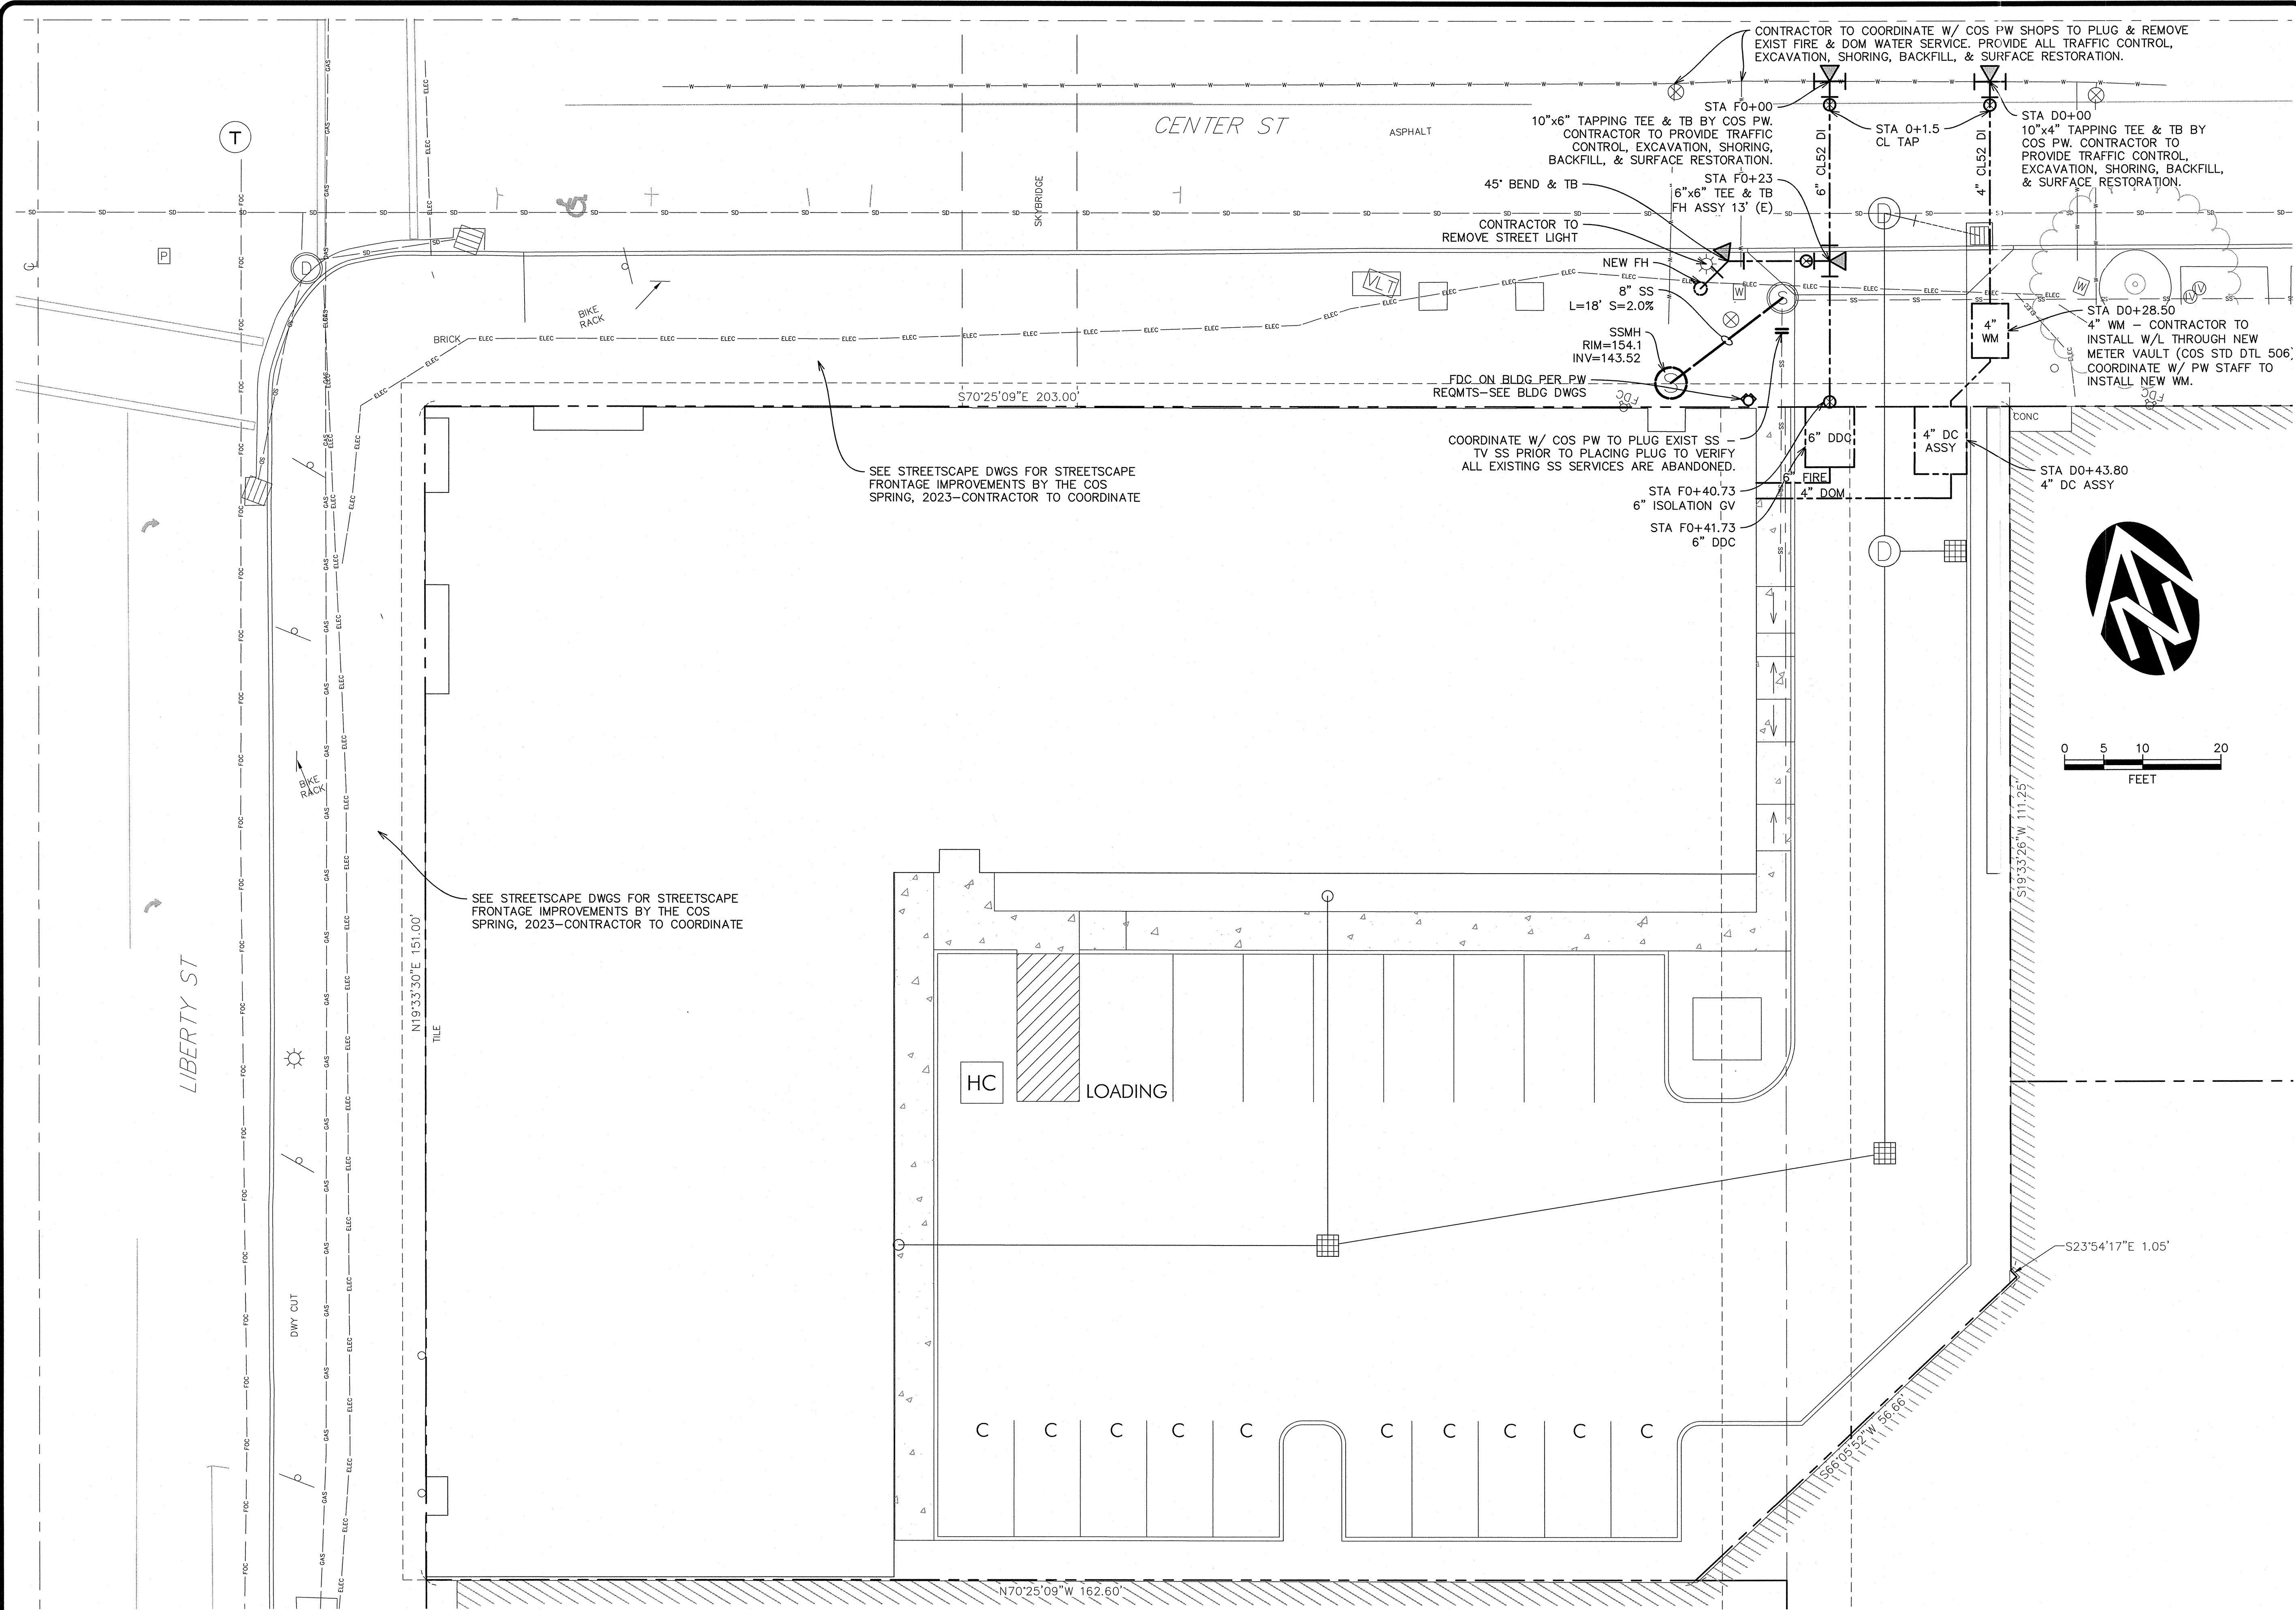 CONTRACTOR TO COORDINATE W/ COS PW SHOPS TO PLUG & REMOVE
EXIST FIRE & DOM WATER SERVICE. PROVIDE ALL TRAFFIC CONTROL,
EXCAVATION, SHORING, BACKFILL, & SURFACE RESTORATION.
CENTER ST
ASPHALT
SKYBRIDGE
T
P
D
VLT
BIKE
RACK
BRICK
STA F0+00
10"x6" TAPPING TEE & TB BY COS PW.
CONTRACTOR TO PROVIDE TRAFFIC
CONTROL, EXCAVATION, SHORING,
BACKFILL, & SURFACE RESTORATION.
STA F0+23
6"x6" TEE & TB
FH ASSY 13' (E)
STA 0+1.5
CL TAP
6" CL52 DI
4" CL52 DI
STA D0+00
10"x4" TAPPING TEE & TB BY
COS PW. CONTRACTOR TO
PROVIDE TRAFFIC CONTROL,
EXCAVATION, SHORING, BACKFILL,
& SURFACE RESTORATION.
45° BEND & TB
CONTRACTOR TO
REMOVE STREET LIGHT
NEW FH
8" SS
L=18' S=2.0%
SSMH
RIM=154.1
INV=143.52
FDC ON BLDG PER PW
REQMTS-SEE BLDG DWGS
FDC
S
S
W
D
W
4"
WM
STA D0+28.50
4" WM – CONTRACTOR TO
INSTALL W/L THROUGH NEW
METER VAULT (COS STD DTL 506)
COORDINATE W/ PW STAFF TO
INSTALL NEW WM.
FDC
CONC
S70°25'09"E 203.00'
COORDINATE W/ COS PW TO PLUG EXIST SS –
TV SS PRIOR TO PLACING PLUG TO VERIFY
ALL EXISTING SS SERVICES ARE ABANDONED.
6" DDC
4" DC
ASSY
6" FIRE
4" DOM
STA D0+43.80
4" DC ASSY
STA F0+40.73
6" ISOLATION GV
STA F0+41.73
6" DDC
D
SEE STREETSCAPE DWGS FOR STREETSCAPE
FRONTAGE IMPROVEMENTS BY THE COS
SPRING, 2023–CONTRACTOR TO COORDINATE
N
0 5 10 20
FEET
BIKE
RACK
S19°33'26"W 111.25'
SEE STREETSCAPE DWGS FOR STREETSCAPE
FRONTAGE IMPROVEMENTS BY THE COS
SPRING, 2023–CONTRACTOR TO COORDINATE
LIBERTY ST
N19°33'30"E 151.00'
TILE
HC
LOADING
S23°54'17"E 1.05'
DWY CUT
C C C C C C C C C C
S66°05'52"W 56.66'
N70°25'09"W 162.60'